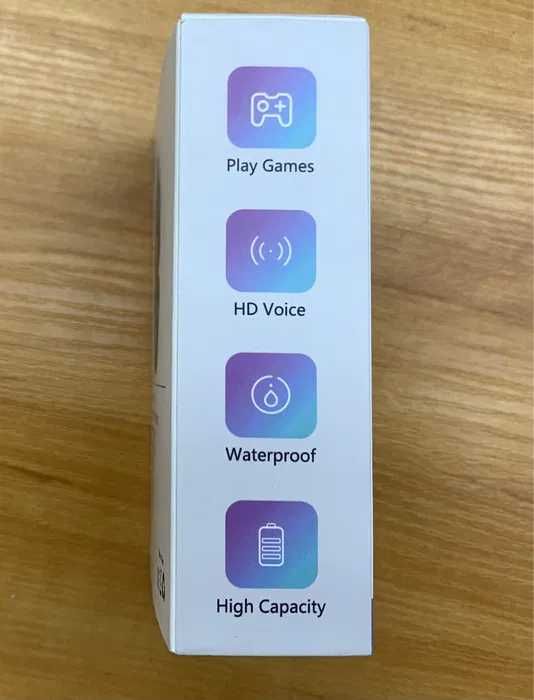 Play Games
HD Voice
Waterproof
High Capacity